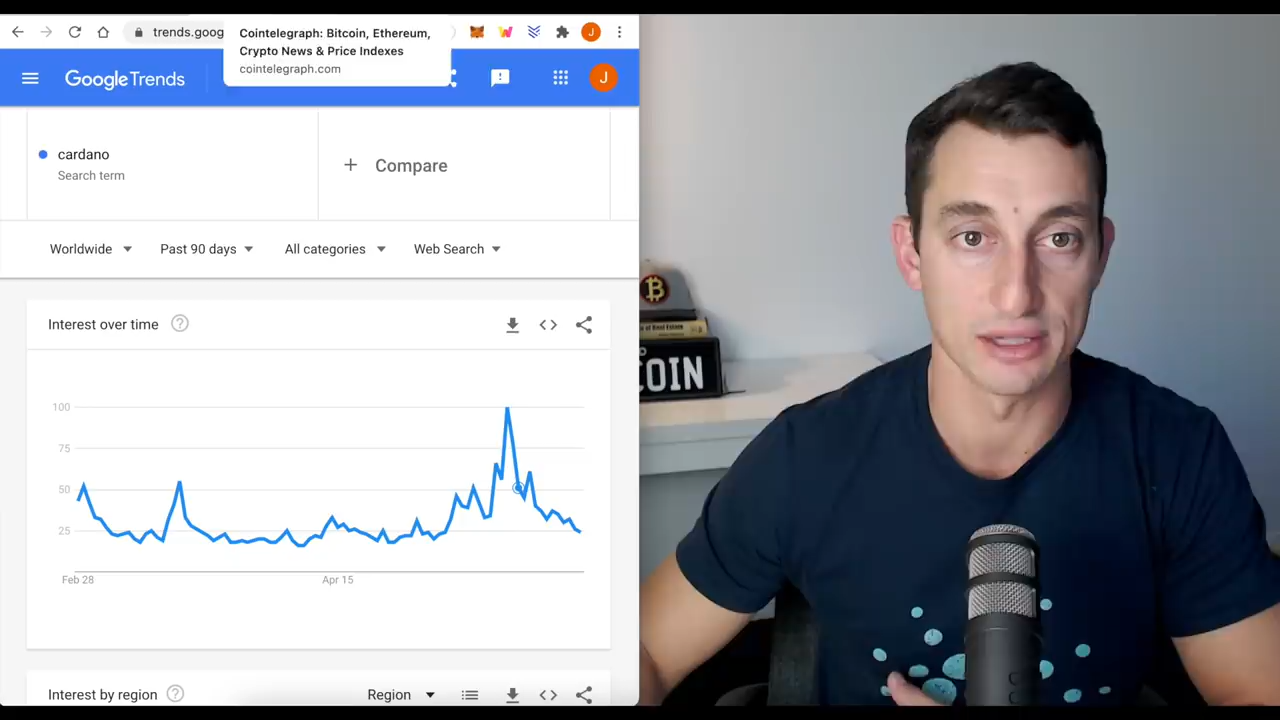 trends.goog
Cointelegraph: Bitcoin, Ethereum,
Crypto News & Price Indexes
cointelegraph.com
J
Google Trends
J
cardano
Search term
+ Compare
Worldwide
Past 90 days
All categories
Web Search
Interest over time
100
75
50
25
Feb 28
Apr 15
Interest by region
Region
COIN